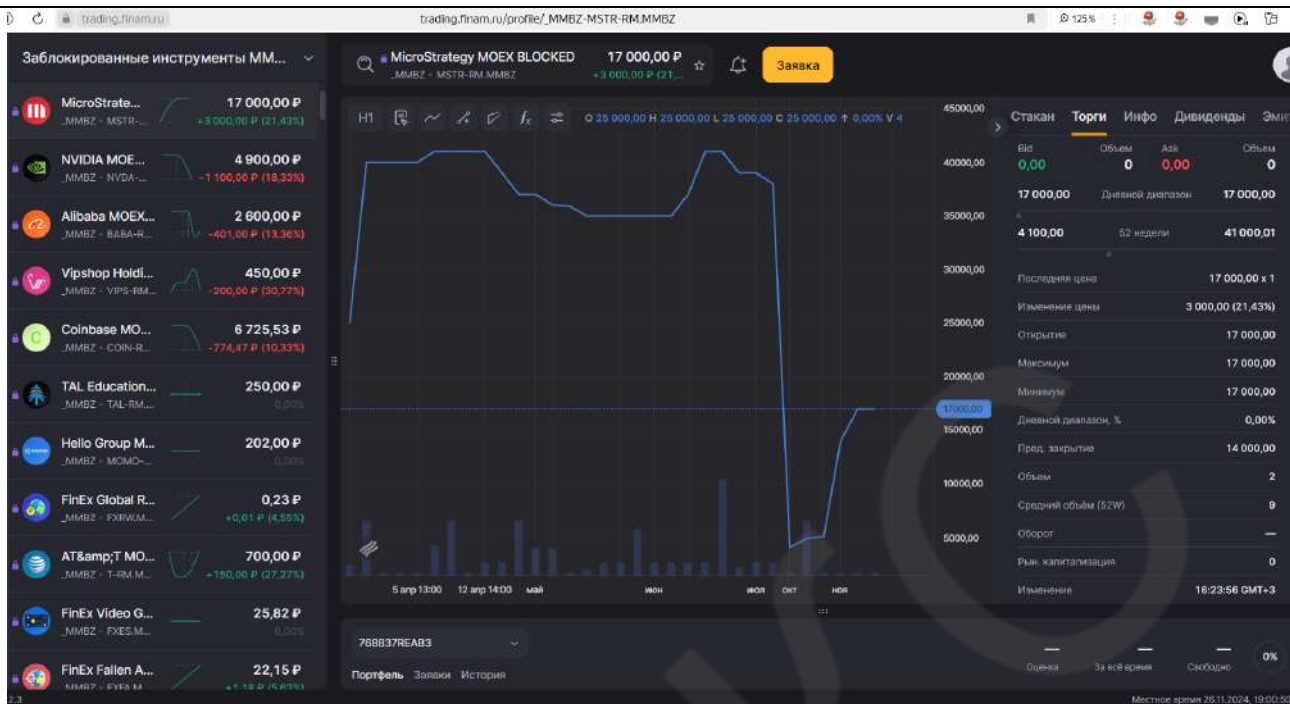 trading.finam.ru
trading.finam.ru/profile/_MMBZ-MSTR-RM.MMBZ
125%
Заблокированные инструменты ММ...
MicroStrate...
17 000,00 ₽
_MMBZ - MSTR-...
+3 000,00 ₽ (21,43%)
NVIDIA MOE...
4 900,00 ₽
_MMBZ - NVDA-...
-1 100,00 ₽ (18,33%)
Alibaba MOEX...
2 600,00 ₽
_MMBZ - BABA-R...
-401,00 ₽ (13,36%)
Vipshop Holdi...
450,00 ₽
_MMBZ - VIPS-RM...
-200,00 ₽ (30,77%)
Coinbase MO...
6 725,53 ₽
_MMBZ - COIN-R...
-774,47 ₽ (10,33%)
TAL Education...
250,00 ₽
_MMBZ - TAL-RM....
0,00%
Hello Group M...
202,00 ₽
_MMBZ - MOMO-...
0,00%
FinEx Global R...
0,23 ₽
_MMBZ - FXRW.M...
+0,01 ₽ (4,55%)
AT&amp;T MO...
700,00 ₽
_MMBZ - T-RM.M...
+150,00 ₽ (27,27%)
FinEx Video G...
25,82 ₽
_MMBZ - FXES.M...
0,00%
FinEx Fallen A...
22,15 ₽
+1,18 ₽ (5,63%)
MicroStrategy MOEX BLOCKED
17 000,00 ₽
_MMBZ - MSTR-RM.MMBZ
+3 000,00 ₽ (21,...
Заявка
H1
O 25 000,00 H 25 000,00 L 25 000,00 C 25 000,00 ↑ 0,00% V 4
45000,00
40000,00
35000,00
30000,00
25000,00
20000,00
17000,00
15000,00
10000,00
5000,00
5 апр 13:00 12 апр 14:00 май июн июл окт ноя
768837REAB3
Портфель Заявки История
Стакан Торги Инфо Дивиденды Эми
Bid Объем Ask Объем
0,00 0 0,00 0
17 000,00 Дневной диапазон 17 000,00
4 100,00 52 недели 41 000,01
Последняя цена 17 000,00 x 1
Изменение цены 3 000,00 (21,43%)
Открытие 17 000,00
Максимум 17 000,00
Минимум 17 000,00
Дневной диапазон, % 0,00%
Пред. закрытие 14 000,00
Объем 2
Средний объём (52W) 9
Оборот —
Рын. капитализация 0
Изменение 16:23:56 GMT+3
Оценка За всё время Свободно 0%
Местное время 26.11.2024, 19:00:50